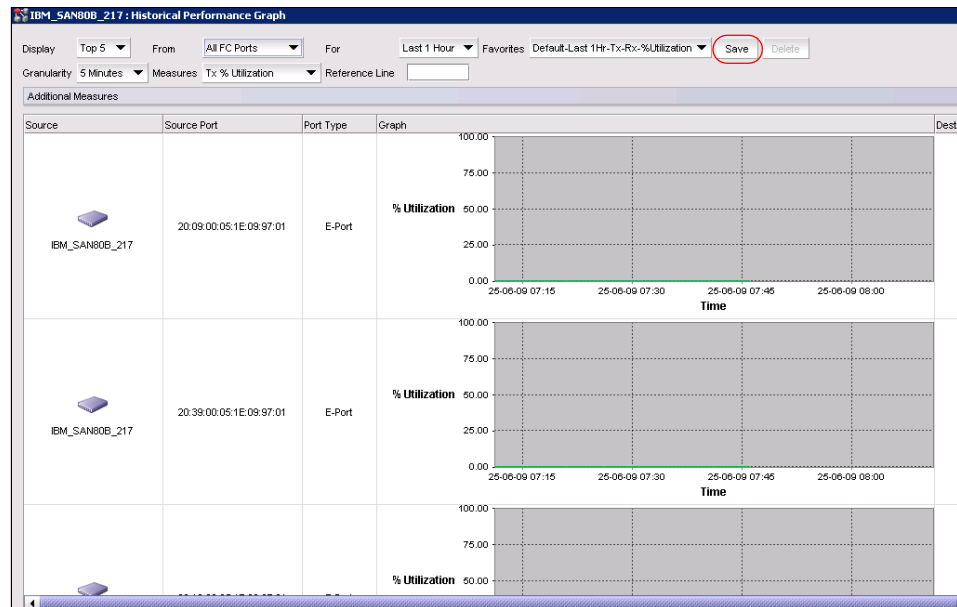 IBM_SAN80B_217 : Historical Performance Graph
Display Top 5 From All FC Ports For Last 1 Hour Favorites Default-Last 1Hr-Tx-Rx-%Utilization Save Delete
Granularity 5 Minutes Measures Tx % Utilization Reference Line
Additional Measures
Source Source Port Port Type Graph Dest
100.00
75.00
% Utilization 50.00
20:09:00:05:1E:09:97:01 E-Port
IBM_SAN80B_217
25.00
0.00
25-06-09 07:15 25-06-09 07:30 25-06-09 07:45 25-06-09 08:00
Time
100.00
75.00
% Utilization 50.00
20:39:00:05:1E:09:97:01 E-Port
IBM_SAN80B_217
25.00
0.00
25-06-09 07:15 25-06-09 07:30 25-06-09 07:45 25-06-09 08:00
Time
100.00
75.00
% Utilization 50.00